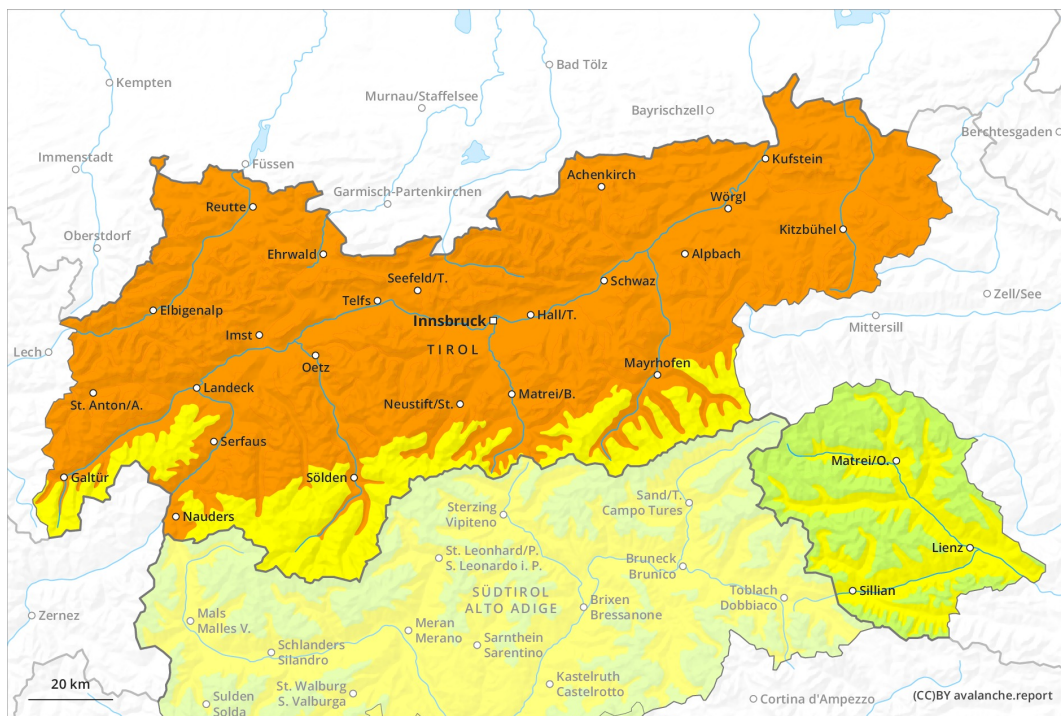 Bad Tölz
Kempten
Murnau/Staffelsee
Bayrischzell
Berchtesgaden
Immenstadt
Füssen
Kufstein
Achenkirch
Garmisch-Partenkirchen
Reutte
Wörgl
Oberstdorf
Kitzbühel
Ehrwald
Alpbach
Seefeld/T.
Schwaz
Zell/See
Telfs
Elbigenalp
Innsbruck
Hall/T.
Mittersill
Imst
TIROL
Lech
Oetz
Mayrhofen
Landeck
St. Anton/A.
Neustift/St.
Matrei/B.
Serfaus
Matrei/O.
Galtür
Sölden
Sterzing
Vipiteno
Sand/T.
Campo Tures
Nauders
Lienz
St. Leonhard/P.
S. Leonardo i. P.
Bruneck
Brunico
SÜDTIROL
ALTO ADIGE
Toblach
Dobbiaco
Sillian
Brixen
Bressanone
Zernez
Mals
Malles V.
Meran
Merano
Schlanders
Silandro
Sarnthein
Sarentino
20 km
St. Walburg
S. Valburga
Kastelruth
Castelrotto
Sulden
Solda
Cortina d'Ampezzo
(CC)BY avalanche.report